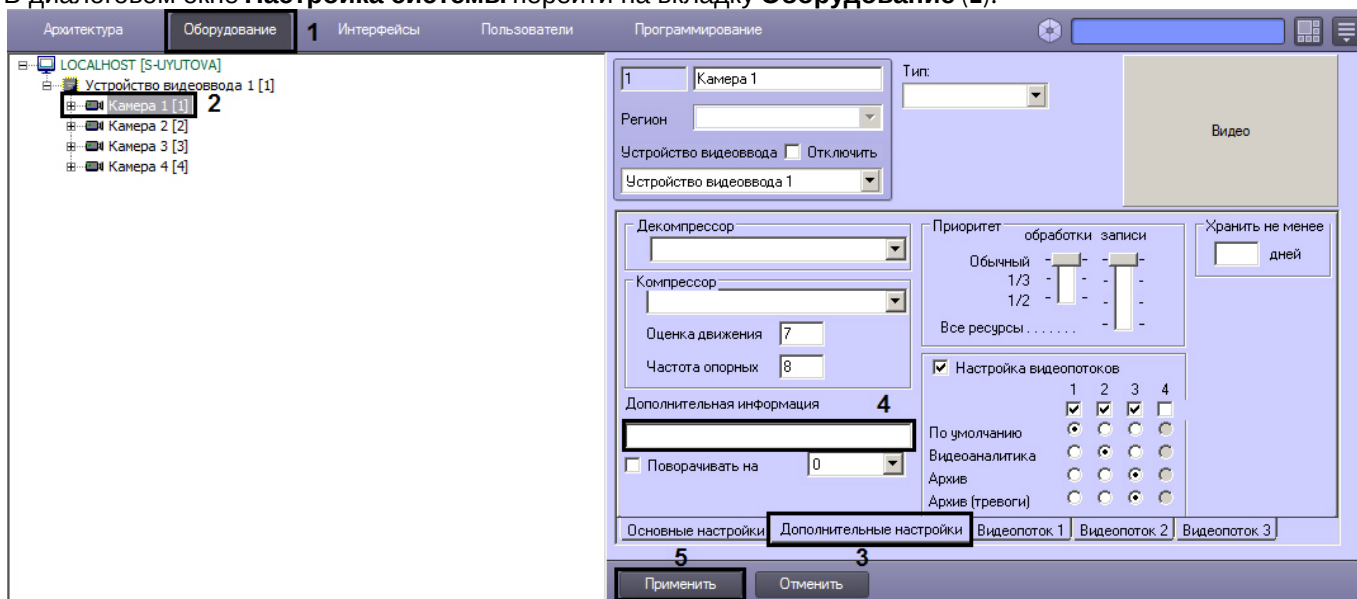 В диалоговом окне Настройка системы перейти на вкладку Оборудование (1).
Архитектура Оборудование 1 Интерфейсы Пользователи Программирование
LOCALHOST [S-UYUTOVA]
Устройство видеоввода 1 [1]
Камера 1 [1] 2
Камера 2 [2]
Камера 3 [3]
Камера 4 [4]
1 Камера 1
Тип:
Регион
Устройство видеоввода Отключить
Устройство видеоввода 1
Видео
Декомпрессор
Компрессор
Оценка движения 7
Частота опорных 8
Дополнительная информация 4
Поворачивать на 0
Приоритет
обработки записи
Обычный
1/3
1/2
Все ресурсы . . . . . . .
Хранить не менее
дней
Настройка видеопотоков
1 2 3 4
По умолчанию
Видеоаналитика
Архив
Архив (тревоги)
Основные настройки Дополнительные настройки Видеопоток 1 Видеопоток 2 Видеопоток 3
5 3
Применить Отменить